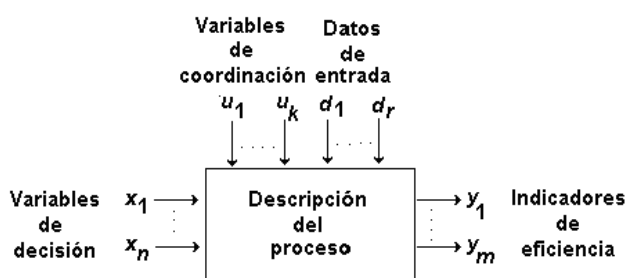 Variables
de
coordinación
Datos
de
entrada
u1 uk d1 dr
Variables
de
decisión
x1
xn
Descripción
del
proceso
y1
ym
Indicadores
de
eficiencia